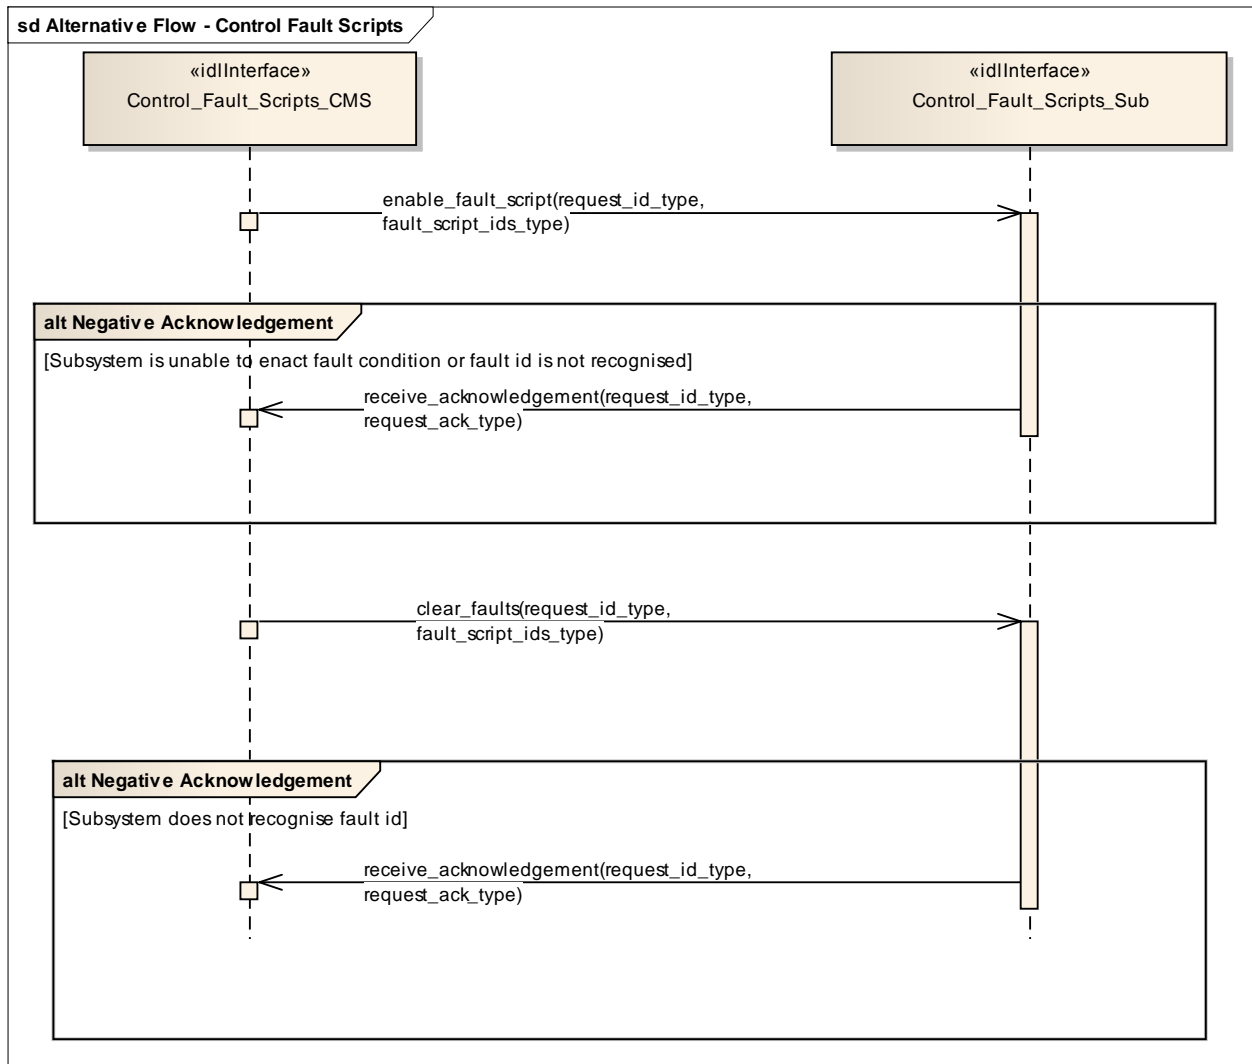 sd Alternative Flow - Control Fault Scripts
«idlInterface»
Control_Fault_Scripts_CMS
«idlInterface»
Control_Fault_Scripts_Sub
enable_fault_script(request_id_type,
fault_script_ids_type)
alt Negative Acknowledgement
[Subsystem is unable to enact fault condition or fault id is not recognised]
receive_acknowledgement(request_id_type,
request_ack_type)
clear_faults(request_id_type,
fault_script_ids_type)
alt Negative Acknowledgement
[Subsystem does not recognise fault id]
receive_acknowledgement(request_id_type,
request_ack_type)